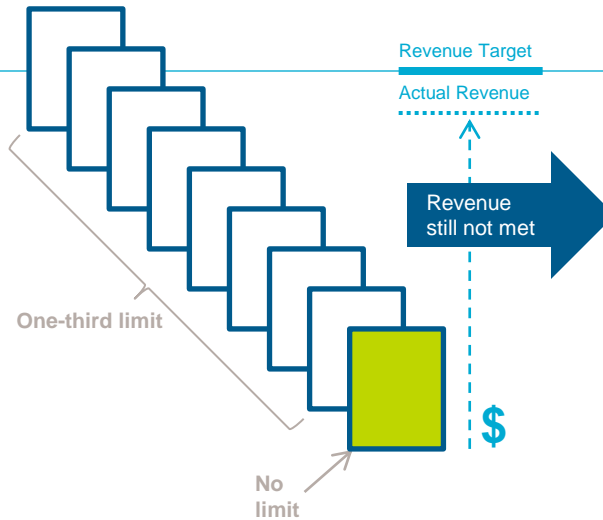 Revenue Target
Actual Revenue
Revenue
still not met
One-third limit
$
No
limit